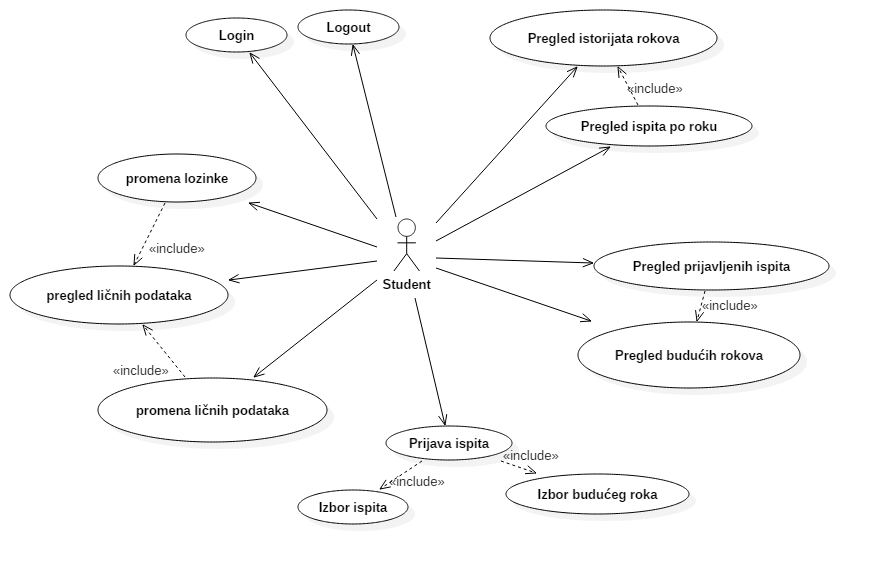 Login
Logout
Pregled istorijata rokova
«include»
Pregled ispita po roku
promena lozinke
«include»
pregled ličnih podataka
Student
Pregled prijavljenih ispita
«include»
Pregled budućih rokova
«include»
promena ličnih podataka
Prijava ispita
«include»
«include»
Izbor ispita
Izbor budućeg roka